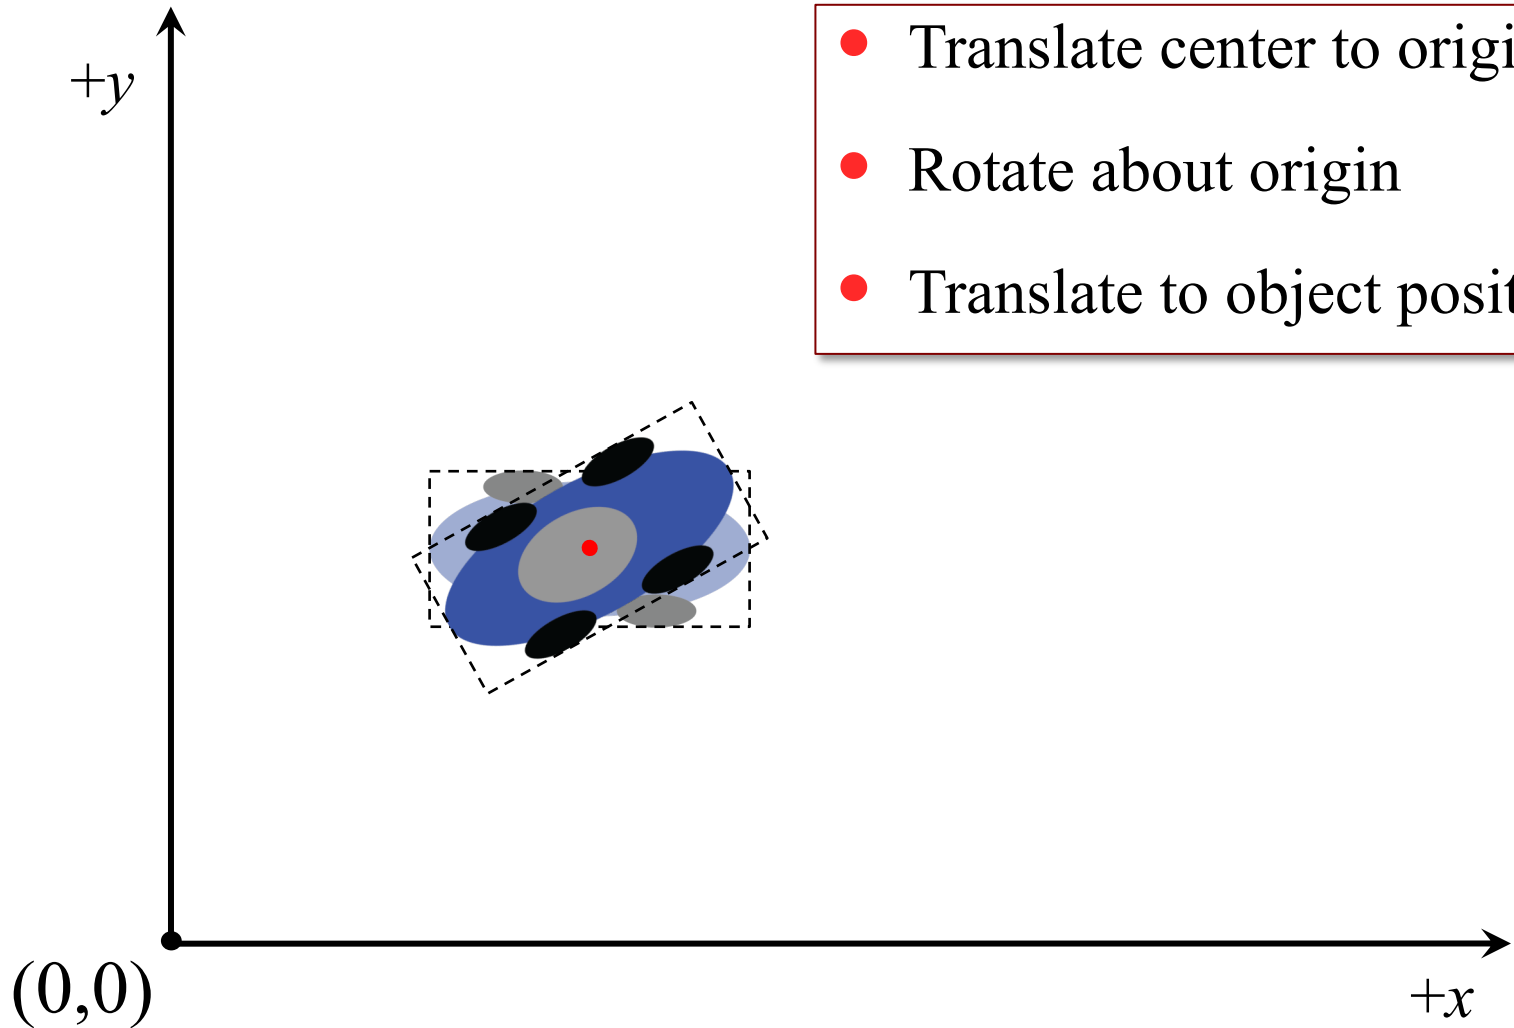 +y
Translate center to origi
Rotate about origin
Translate to object posit
(0,0)
+x